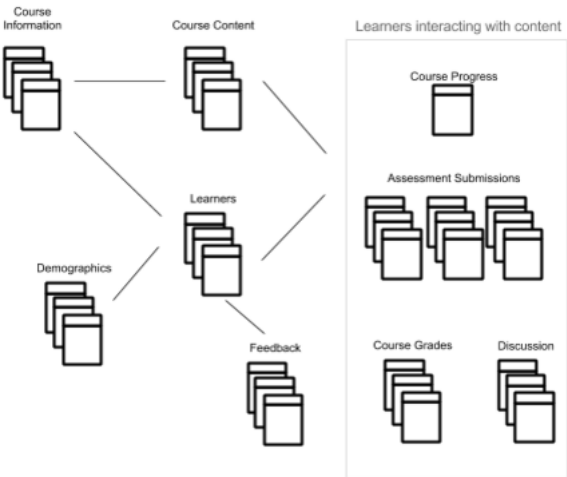 Course
Information
Course Content
Learners interacting with content
Course Progress
Assessment Submissions
Learners
Demographics
Feedback
Course Grades
Discussion